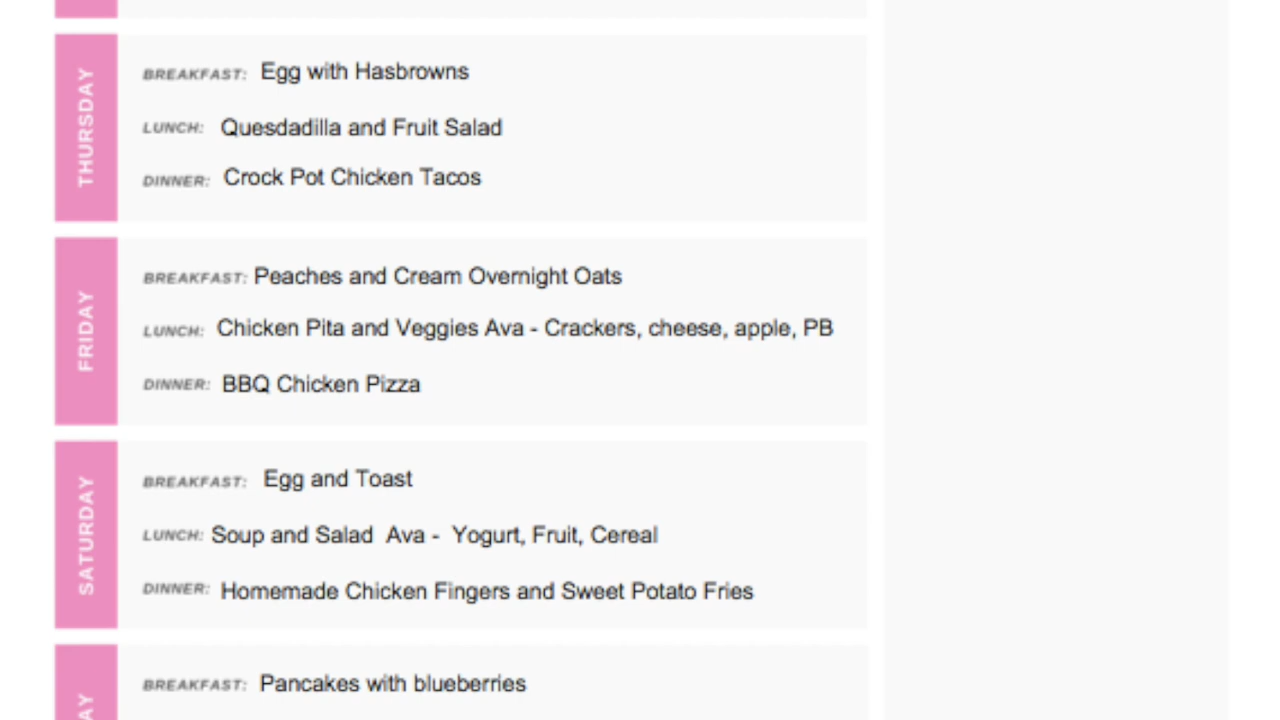 THURSDAY
BREAKFAST: Egg with Hasbrowns
LUNCH: Quesdadilla and Fruit Salad
DINNER: Crock Pot Chicken Tacos
FRIDAY
BREAKFAST: Peaches and Cream Overnight Oats
LUNCH: Chicken Pita and Veggies Ava - Crackers, cheese, apple, PB
DINNER: BBQ Chicken Pizza
SATURDAY
BREAKFAST: Egg and Toast
LUNCH: Soup and Salad Ava - Yogurt, Fruit, Cereal
DINNER: Homemade Chicken Fingers and Sweet Potato Fries
AY
BREAKFAST: Pancakes with blueberries